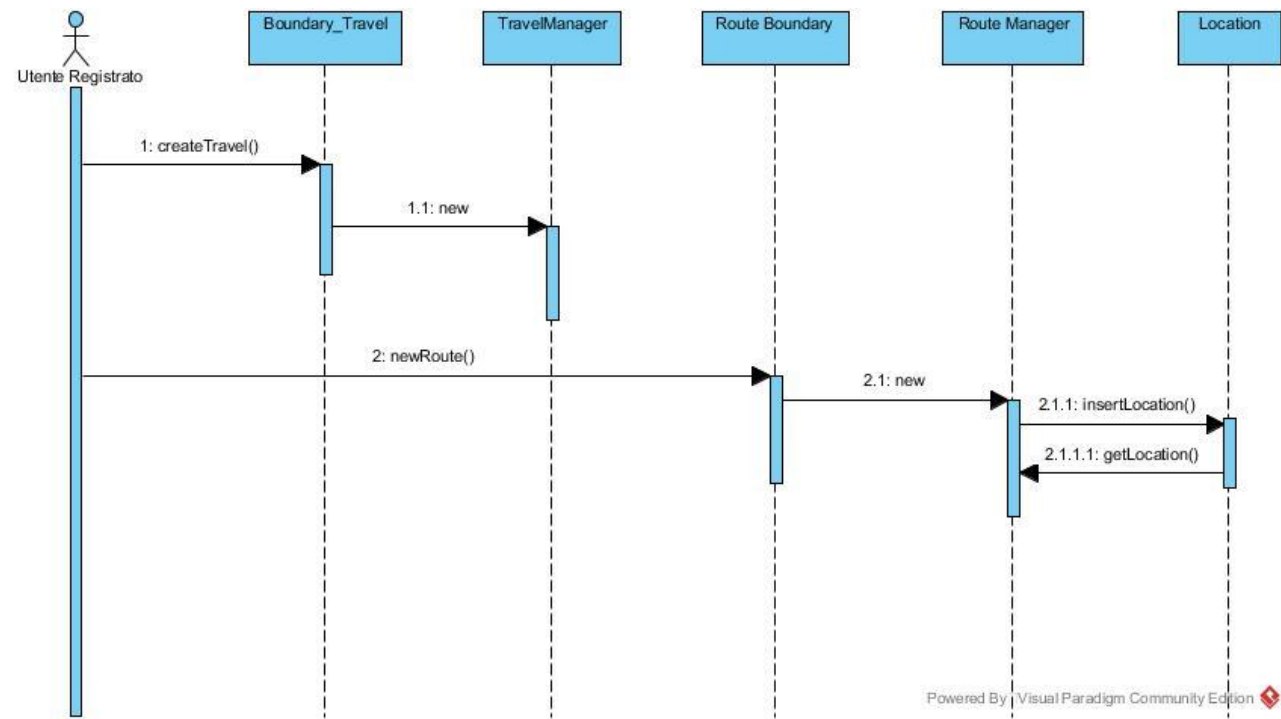 Boundary_Travel
TravelManager
Route Boundary
Route Manager
Location
Utente Registrato
1: createTravel()
1.1: new
2: newRoute()
2.1: new
2.1.1: insertLocation()
2.1.1.1: getLocation()
Powered By Visual Paradigm Community Edition